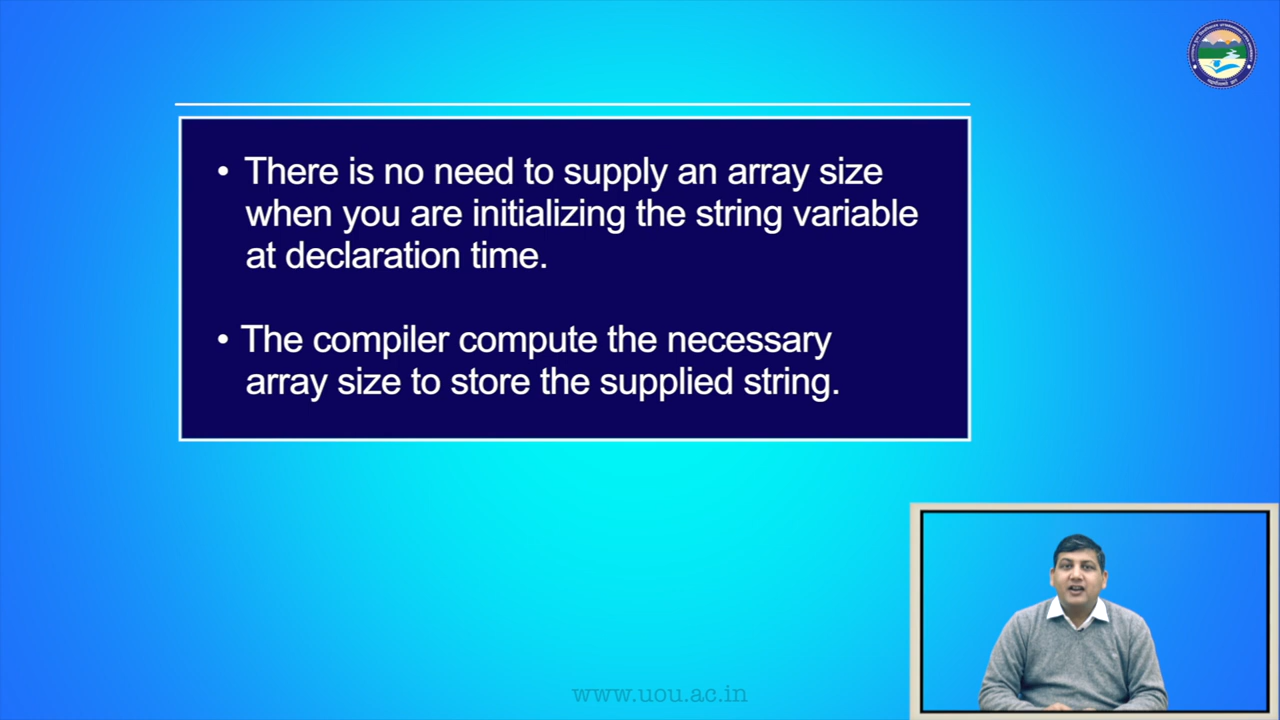 • There is no need to supply an array size
when you are initializing the string variable
at declaration time.
• The compiler compute the necessary
array size to store the supplied string.
www.uou.ac.in